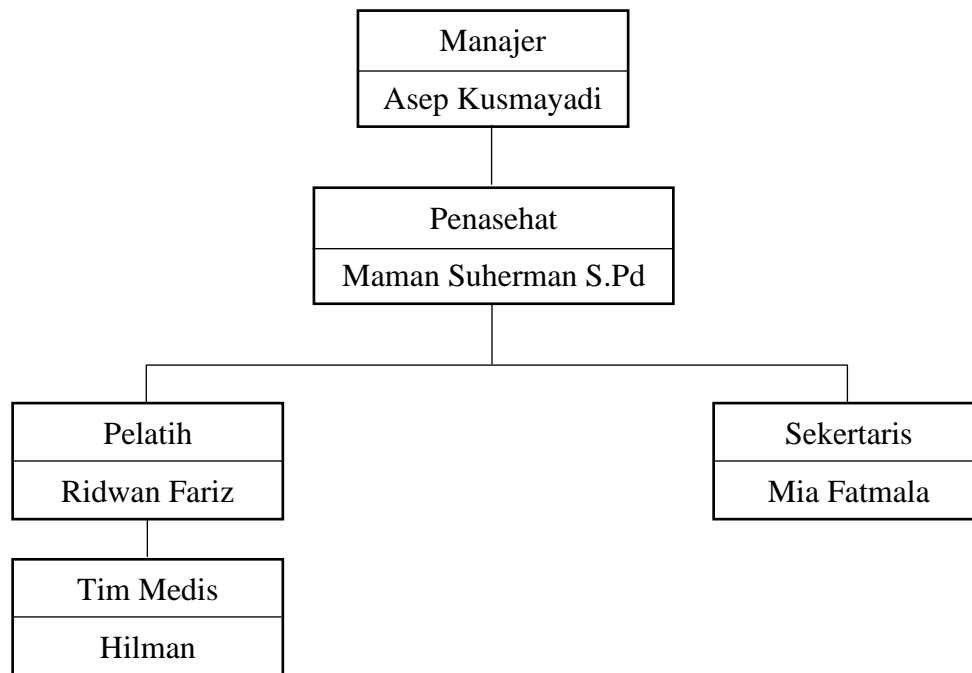 Manajer
Asep Kusmayadi
Penasehat
Maman Suherman S.Pd
Pelatih
Ridwan Fariz
Sekertaris
Mia Fatmala
Tim Medis
Hilman